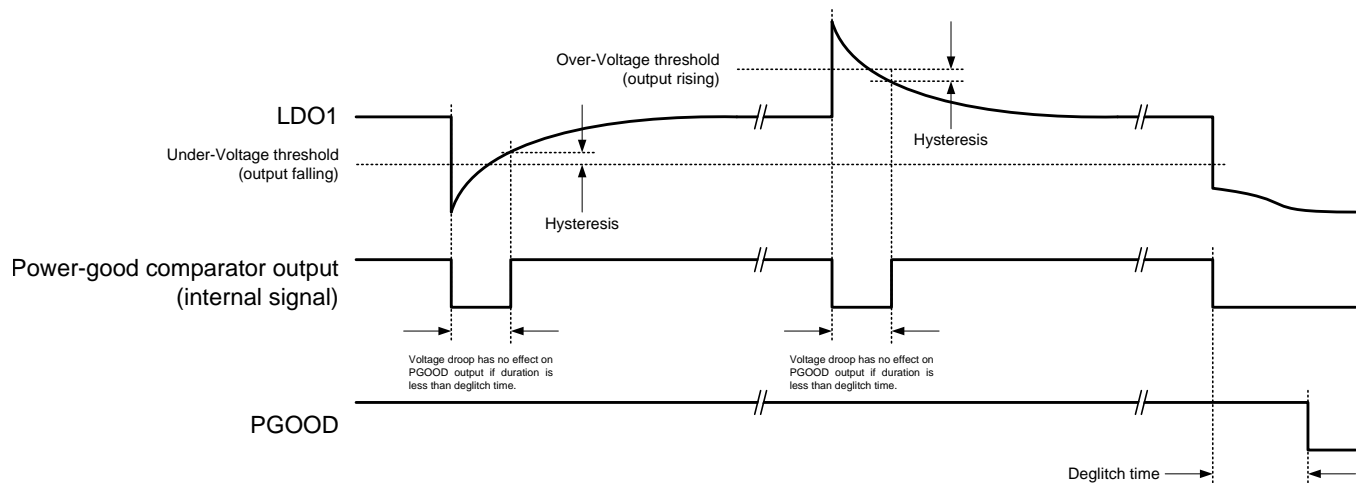 Over-Voltage threshold
(output rising)
LDO1
Hysteresis
Under-Voltage threshold
(output falling)
Hysteresis
Power-good comparator output
(internal signal)
Voltage droop has no effect on
PGOOD output if duration is
less than deglitch time.
Voltage droop has no effect on
PGOOD output if duration is
less than deglitch time.
PGOOD
Deglitch time